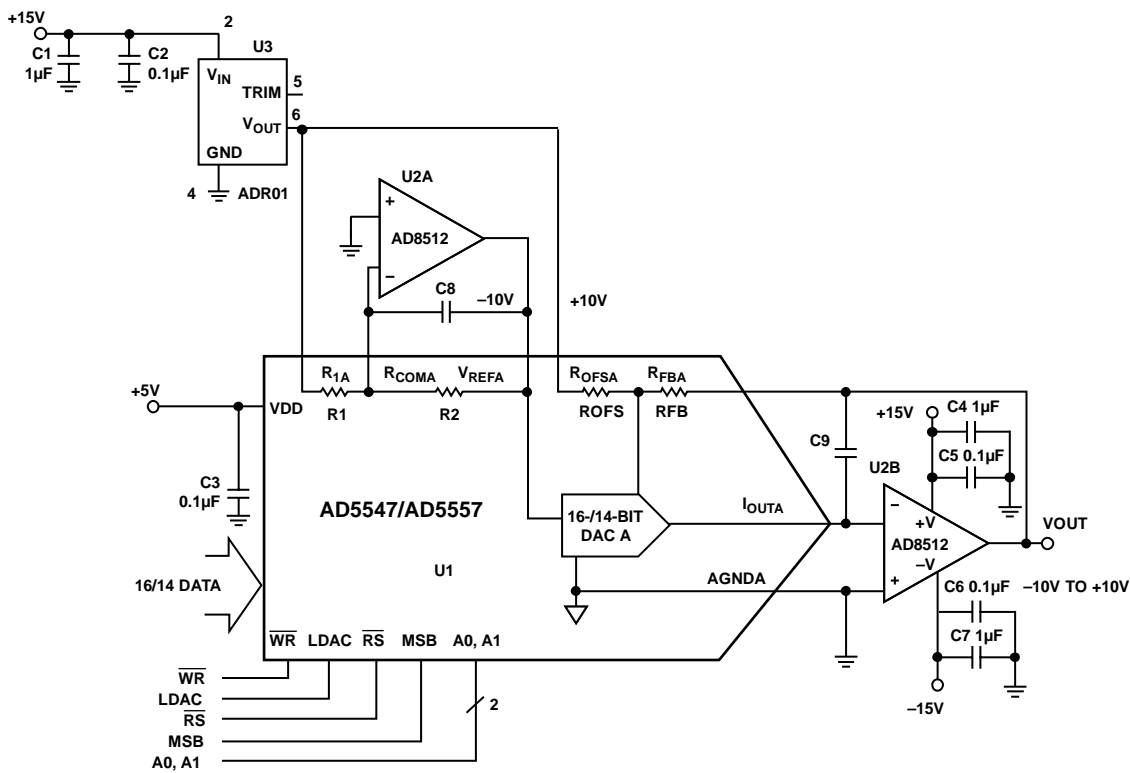 +15V
2
C1
1µF
C2
0.1µF
U3
VIN
TRIM
5
VOUT
6
GND
4
ADR01
U2A
+
AD8512
–
C8
–10V
+10V
R1A
RCOMA
VREFA
ROFSA
RFBA
R1
R2
ROFS
RFB
+5V
VDD
C3
0.1µF
C9
+15V
C4 1µF
C5 0.1µF
U2B
–
+V
AD8512
–V
+
VOUT
–10V TO +10V
C6 0.1µF
C7 1µF
–15V
AD5547/AD5557
U1
16-/14-BIT
DAC A
IOUTA
AGNDA
16/14 DATA
WR LDAC RS MSB A0, A1
WR
LDAC
RS
MSB
A0, A1
2